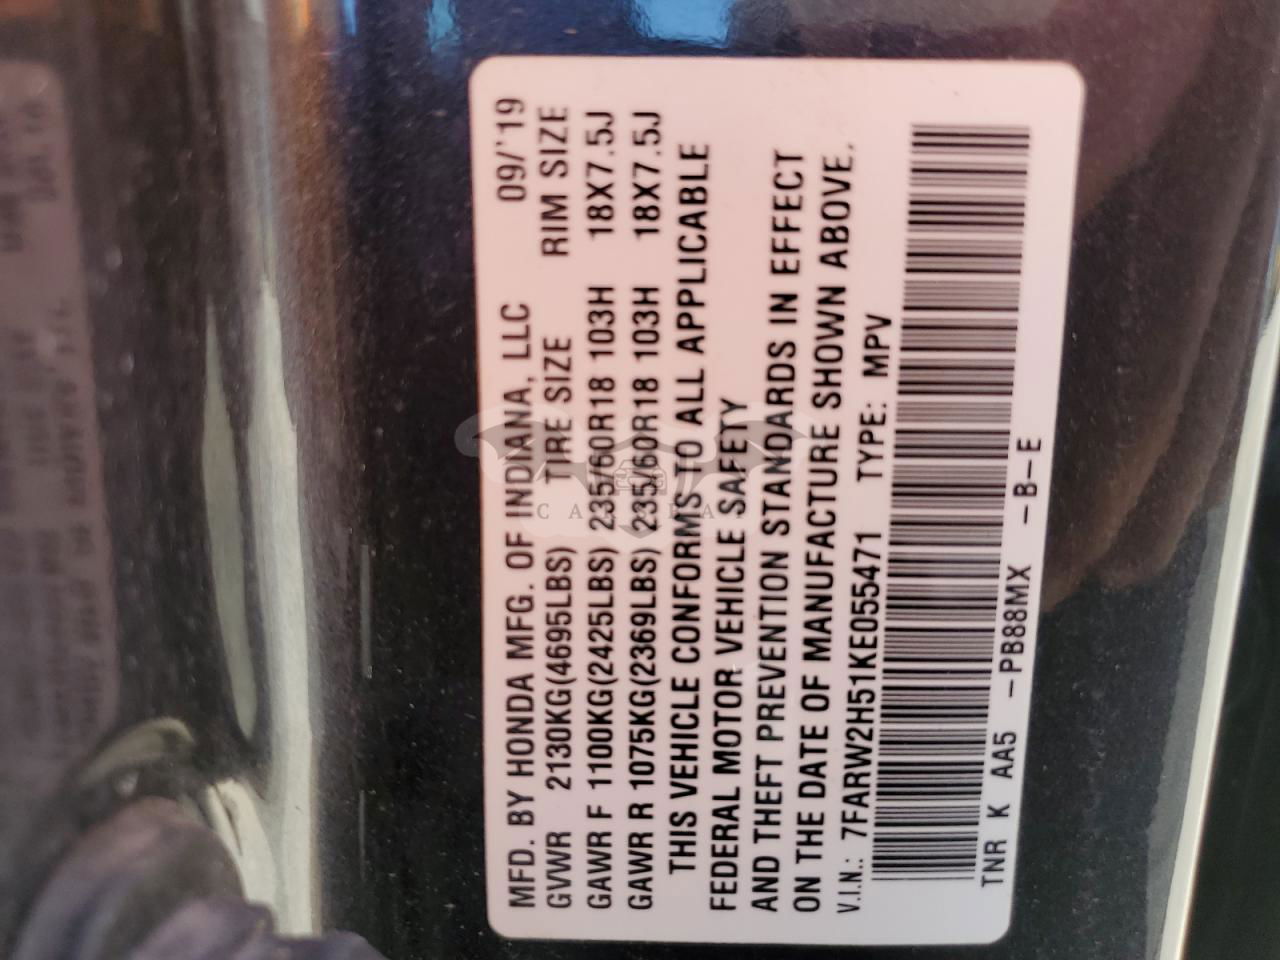 MFD. BY HONDA MFG. OF INDIANA, LLC 09/'19
GVWR 2130KG(4695LBS) TIRE SIZE RIM SIZE
GAWR F 1100KG(2425LBS) 235/60R18 103H 18X7.5J
GAWR R 1075KG(2369LBS) 235/60R18 103H 18X7.5J
THIS VEHICLE CONFORMS TO ALL APPLICABLE
FEDERAL MOTOR VEHICLE SAFETY
AND THEFT PREVENTION STANDARDS IN EFFECT
ON THE DATE OF MANUFACTURE SHOWN ABOVE.
V.I.N.: 7FARW2H51KE055471 TYPE: MPV
TNR K AA5 -PB88MX -B-E